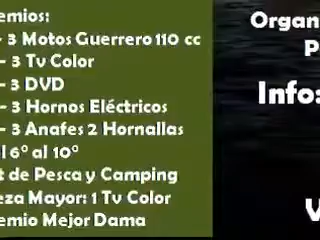 emios:
- 3 Motos Guerrero 110 cc
- 3 Tv Color
- 3 DVD
- 3 Hornos Eléctricos
- 3 Anafes 2 Hornallas
l 6° al 10°
t de Pesca y Camping
eza Mayor: 1 Tv Color
emio Mejor Dama
Organ
P
Info:
V